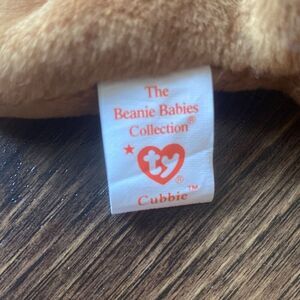 The
Beanie Babies
Collection®
ty®
Cubbie™